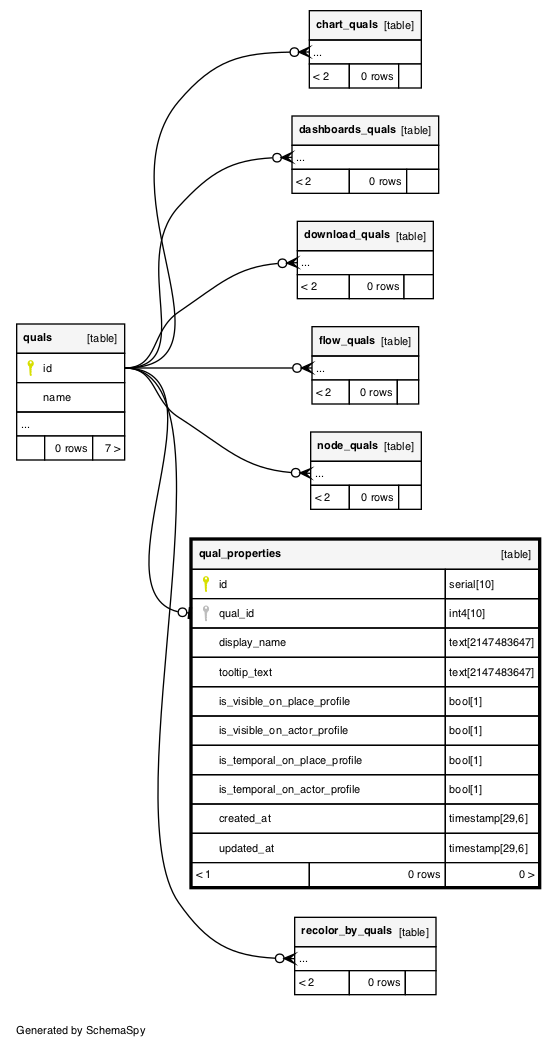 chart_quals [table]
...
< 2 0 rows
dashboards_quals [table]
...
< 2 0 rows
download_quals [table]
...
< 2 0 rows
quals [table]
id
name
...
0 rows 7 >
flow_quals [table]
...
< 2 0 rows
node_quals [table]
...
< 2 0 rows
qual_properties [table]
id serial[10]
qual_id int4[10]
display_name text[2147483647]
tooltip_text text[2147483647]
is_visible_on_place_profile bool[1]
is_visible_on_actor_profile bool[1]
is_temporal_on_place_profile bool[1]
is_temporal_on_actor_profile bool[1]
created_at timestamp[29,6]
updated_at timestamp[29,6]
< 1 0 rows 0 >
recolor_by_quals [table]
...
< 2 0 rows
Generated by SchemaSpy